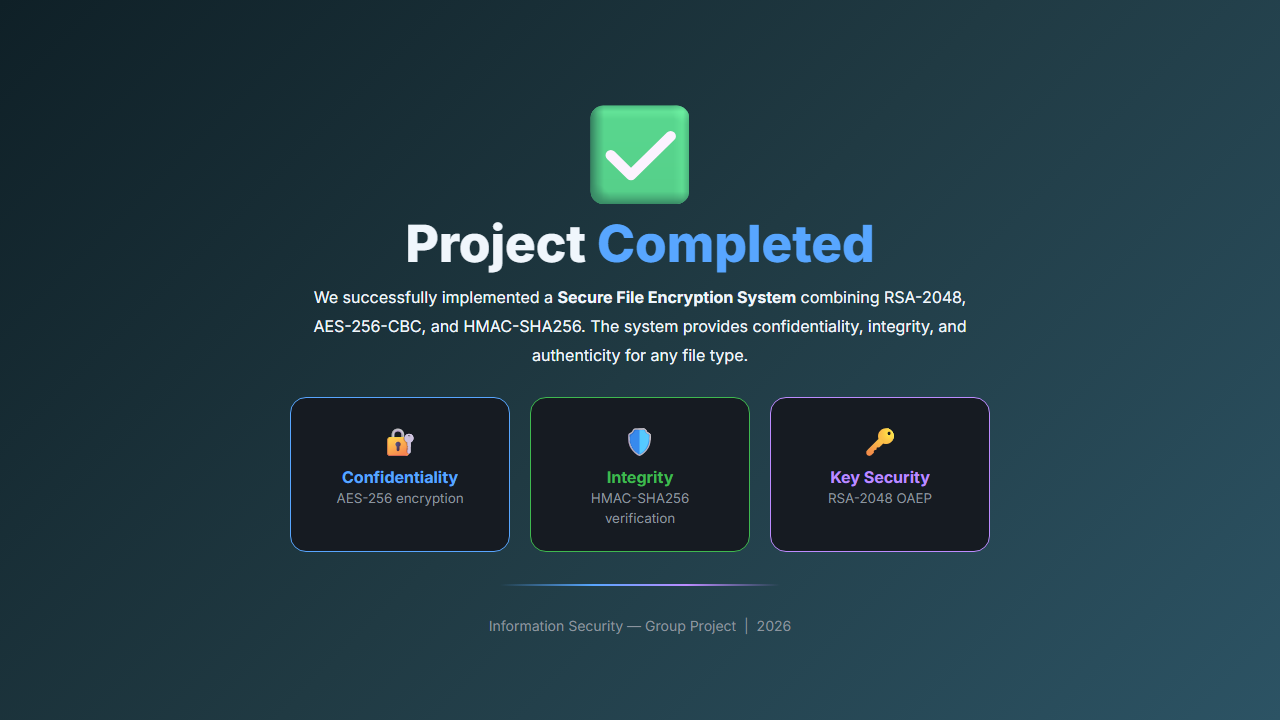 Project Completed
We successfully implemented a Secure File Encryption System combining RSA-2048,
AES-256-CBC, and HMAC-SHA256. The system provides confidentiality, integrity, and
authenticity for any file type.
Confidentiality
AES-256 encryption
Integrity
HMAC-SHA256
verification
Key Security
RSA-2048 OAEP
Information Security — Group Project | 2026